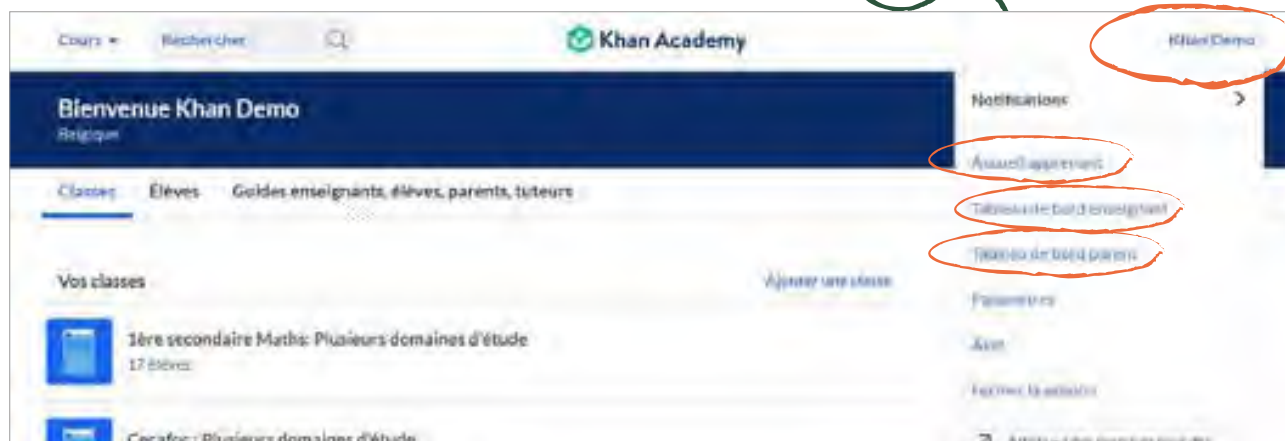 Cours Rechercher Khan Academy Khan Demo
Bienvenue Khan Demo
Belgique
Notifications
Accueil apprenant
Tableau de bord enseignant
Tableau de bord parent
Paramètres
Fermer la session
Classes Élèves Guides enseignants, élèves, parents, tuteurs
Vos classes Ajouter une classe
1ère secondaire Maths: Plusieurs domaines d'étude
17 élèves
Cecafoc : Plusieurs domaines d'étude